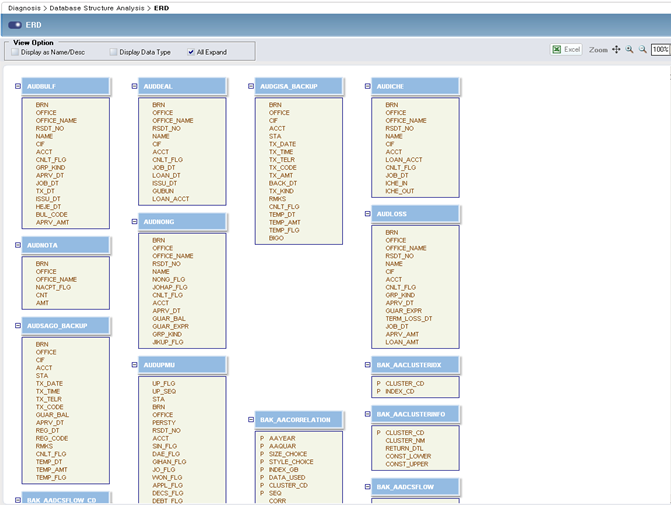 Diagnosis > Database Structure Analysis > ERD
ERD
View Option
Display as Name/Desc
Display Data Type
All Expand
Excel
Zoom
100%
AUDBULF
BRN
OFFICE
OFFICE_NAME
RSDT_NO
NAME
CIF
ACCT
CNLT_FLG
GRP_KIND
APRV_DT
JOB_DT
TX_DT
ISSU_DT
HEJE_DT
BUL_CODE
APRV_AMT
AUDNOTA
BRN
OFFICE
OFFICE_NAME
NACPT_FLG
CNT
AMT
AUDSAGO_BACKUP
BRN
OFFICE
CIF
ACCT
STA
TX_DATE
TX_TIME
TX_TELR
TX_CODE
GUAR_BAL
APRV_DT
REG_DT
REG_CODE
RMKS
CNLT_FLG
TEMP_DT
TEMP_AMT
TEMP_FLG
BAK_AADCSFLOW_CD
AUDDEAL
BRN
OFFICE
OFFICE_NAME
RSDT_NO
NAME
CIF
ACCT
CNLT_FLG
JOB_DT
LOAN_DT
ISSU_DT
GUBUN
LOAN_ACCT
AUDNONG
BRN
OFFICE
OFFICE_NAME
RSDT_NO
NAME
NONG_FLG
JOHAP_FLG
CNLT_FLG
ACCT
APRV_DT
GUAR_BAL
GUAR_EXPR
GRP_KIND
JIKUP_FLG
AUDUPMU
UP_FLG
UP_SEQ
STA
BRN
OFFICE
PERSTY
RSDT_NO
ACCT
SIN_FLG
DAE_FLG
GIHAN_FLG
JO_FLG
WON_FLG
APPL_FLG
DECS_FLG
DEBT_FLG
AUDGISA_BACKUP
BRN
OFFICE
CIF
ACCT
STA
TX_DATE
TX_TIME
TX_TELR
TX_CODE
TX_AMT
BACK_DT
TX_KIND
RMKS
CNLT_FLG
TEMP_DT
TEMP_AMT
TEMP_FLG
BIGO
BAK_AACORRELATION
P AAYEAR
P AAQUAR
P SIZE_CHOICE
P STYLE_CHOICE
P INDEX_GB
P DATA_USED
P CLUSTER_CD
P SEQ
CORR
AUDICHE
BRN
OFFICE
OFFICE_NAME
RSDT_NO
NAME
CIF
ACCT
LOAN_ACCT
CNLT_FLG
JOB_DT
ICHE_IN
ICHE_OUT
AUDLOSS
BRN
OFFICE
OFFICE_NAME
RSDT_NO
NAME
CIF
ACCT
CNLT_FLG
GRP_KIND
APRV_DT
GUAR_EXPR
TERM_LOSS_DT
JOB_DT
APRV_AMT
LOAN_AMT
BAK_AACLUSTERIDX
P CLUSTER_CD
P INDEX_CD
BAK_AACLUSTERINFO
P CLUSTER_CD
CLUSTER_NM
RETURN_DTL
CONST_LOWER
CONST_UPPER
BAK_AADCSFLOW